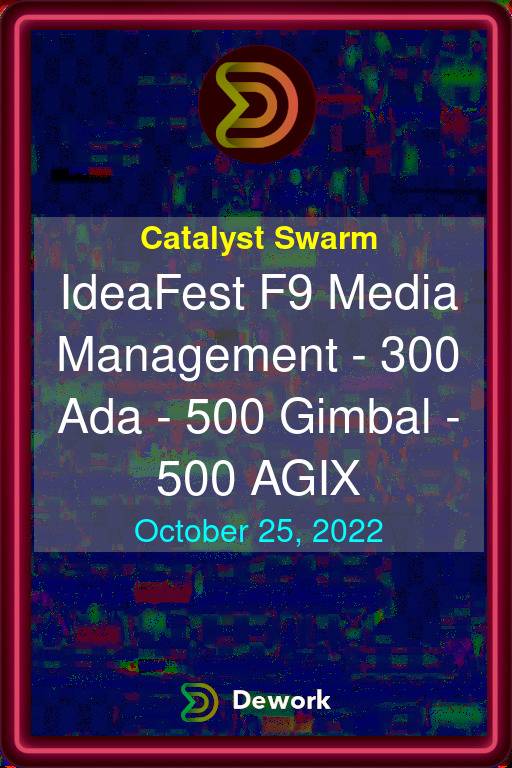 Catalyst Swarm
IdeaFest F9 Media
Management - 300
Ada - 500 Gimbal -
500 AGIX
October 25, 2022
Dework